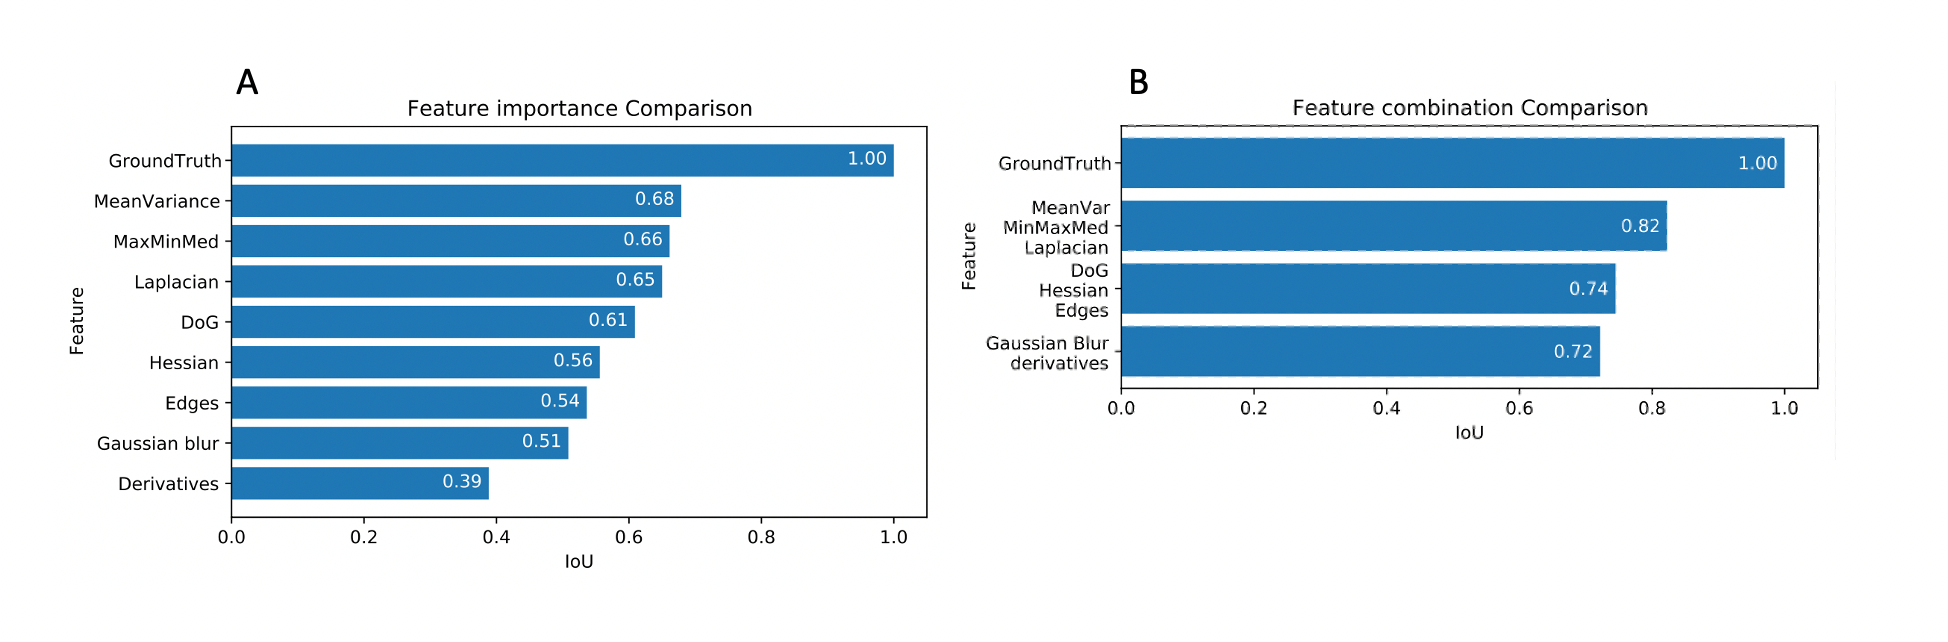 A
Feature importance Comparison
Feature
GroundTruth
1.00
MeanVariance
0.68
MaxMinMed
0.66
Laplacian
0.65
DoG
0.61
Hessian
0.56
Edges
0.54
Gaussian blur
0.51
Derivatives
0.39
0.0 0.2 0.4 0.6 0.8 1.0
IoU
B
Feature combination Comparison
Feature
GroundTruth
1.00
MeanVar
MinMaxMed
Laplacian
0.82
DoG
Hessian
Edges
0.74
Gaussian Blur
derivatives
0.72
0.0 0.2 0.4 0.6 0.8 1.0
IoU